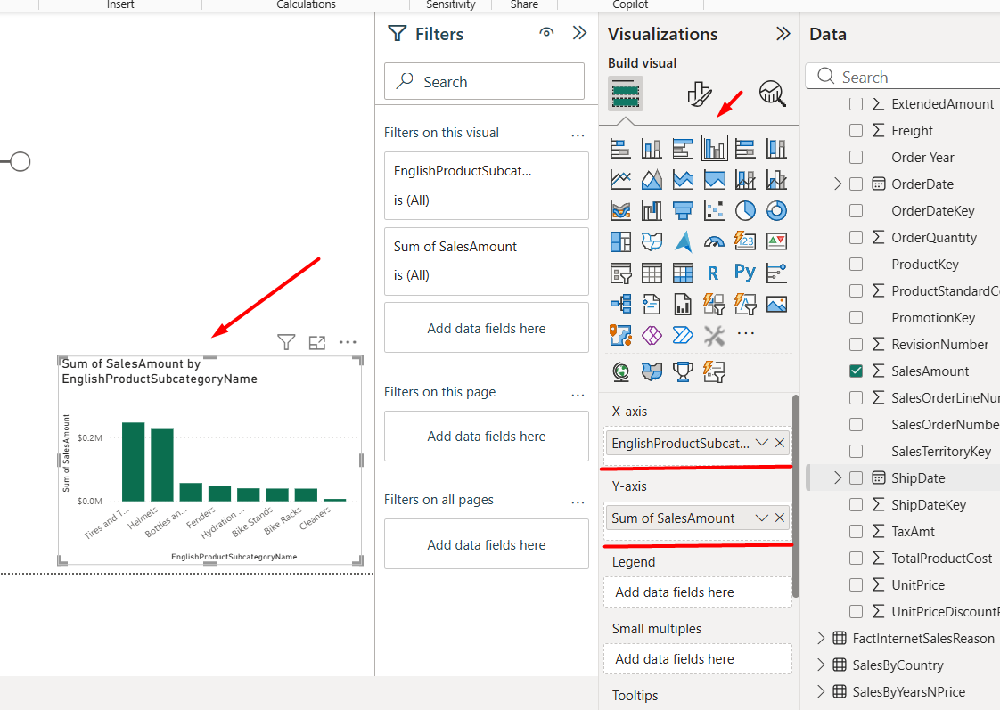 Insert
Calculations
Sensitivity
Share
Copilot
Sum of SalesAmount by
EnglishProductSubcategoryName
Sum of SalesAmount
$0.2M
$0.0M
Tires and T...
Helmets
Bottles an...
Fenders
Hydration ...
Bike Stands
Bike Racks
Cleaners
EnglishProductSubcategoryName
Filters
Search
Filters on this visual
...
EnglishProductSubcat...
is (All)
Sum of SalesAmount
is (All)
Add data fields here
Filters on this page
...
Add data fields here
Filters on all pages
...
Add data fields here
Visualizations
Build visual
123
R
Py
...
X-axis
EnglishProductSubcat...
Y-axis
Sum of SalesAmount
Legend
Add data fields here
Small multiples
Add data fields here
Tooltips
Data
Search
ExtendedAmount
Freight
Order Year
OrderDate
OrderDateKey
OrderQuantity
ProductKey
ProductStandardC
PromotionKey
RevisionNumber
SalesAmount
SalesOrderLineNu
SalesOrderNumbe
SalesTerritoryKey
ShipDate
ShipDateKey
TaxAmt
TotalProductCost
UnitPrice
UnitPriceDiscount
FactInternetSalesReason
SalesByCountry
SalesByYearsNPrice